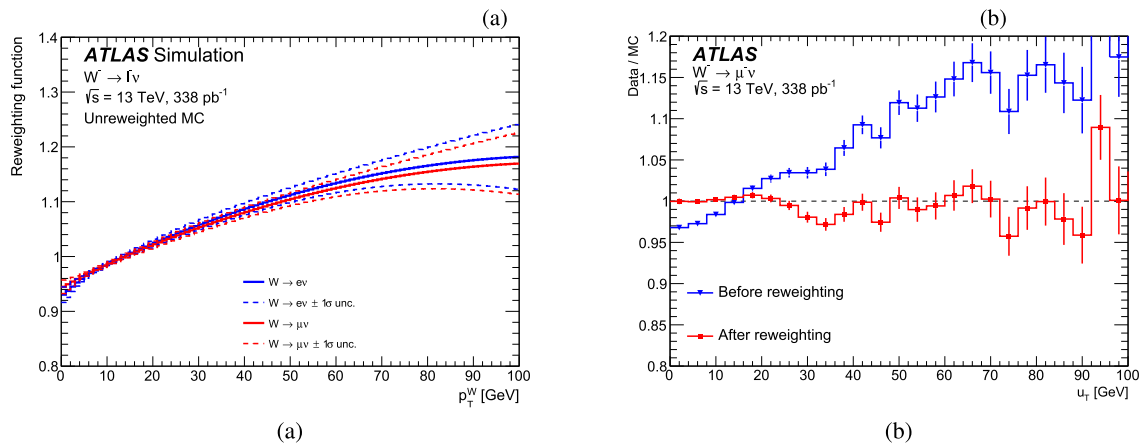 (a)
(b)
Reweighting function
1.4
1.3
1.2
1.1
1
0.9
0.8
ATLAS Simulation
W⁻ → l⁻ν
√s = 13 TeV, 338 pb⁻¹
Unreweighted MC
W → eν
W → eν ± 1σ unc.
W → μν
W → μν ± 1σ unc.
0 10 20 30 40 50 60 70 80 90 100
p_T^W [GeV]
Data / MC
1.2
1.15
1.1
1.05
1
0.95
0.9
0.85
0.8
ATLAS
W⁻ → μ⁻ν
√s = 13 TeV, 338 pb⁻¹
Before reweighting
After reweighting
0 10 20 30 40 50 60 70 80 90 100
u_T [GeV]
(a)
(b)